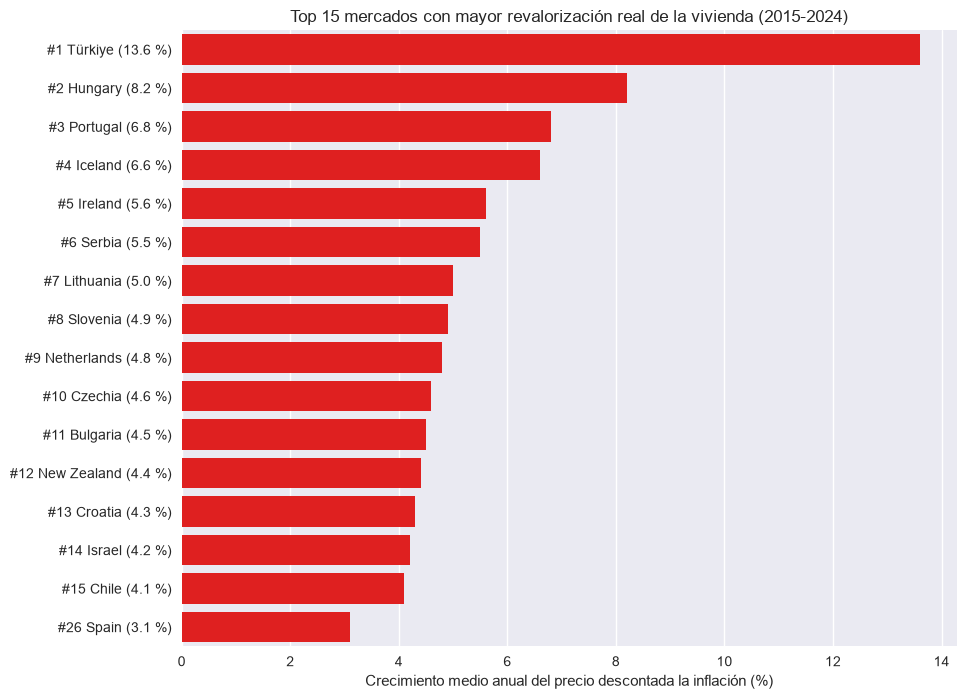 Top 15 mercados con mayor revalorización real de la vivienda (2015-2024)
#1 Türkiye (13.6 %)
#2 Hungary (8.2 %)
#3 Portugal (6.8 %)
#4 Iceland (6.6 %)
#5 Ireland (5.6 %)
#6 Serbia (5.5 %)
#7 Lithuania (5.0 %)
#8 Slovenia (4.9 %)
#9 Netherlands (4.8 %)
#10 Czechia (4.6 %)
#11 Bulgaria (4.5 %)
#12 New Zealand (4.4 %)
#13 Croatia (4.3 %)
#14 Israel (4.2 %)
#15 Chile (4.1 %)
#26 Spain (3.1 %)
0 2 4 6 8 10 12 14
Crecimiento medio anual del precio descontada la inflación (%)